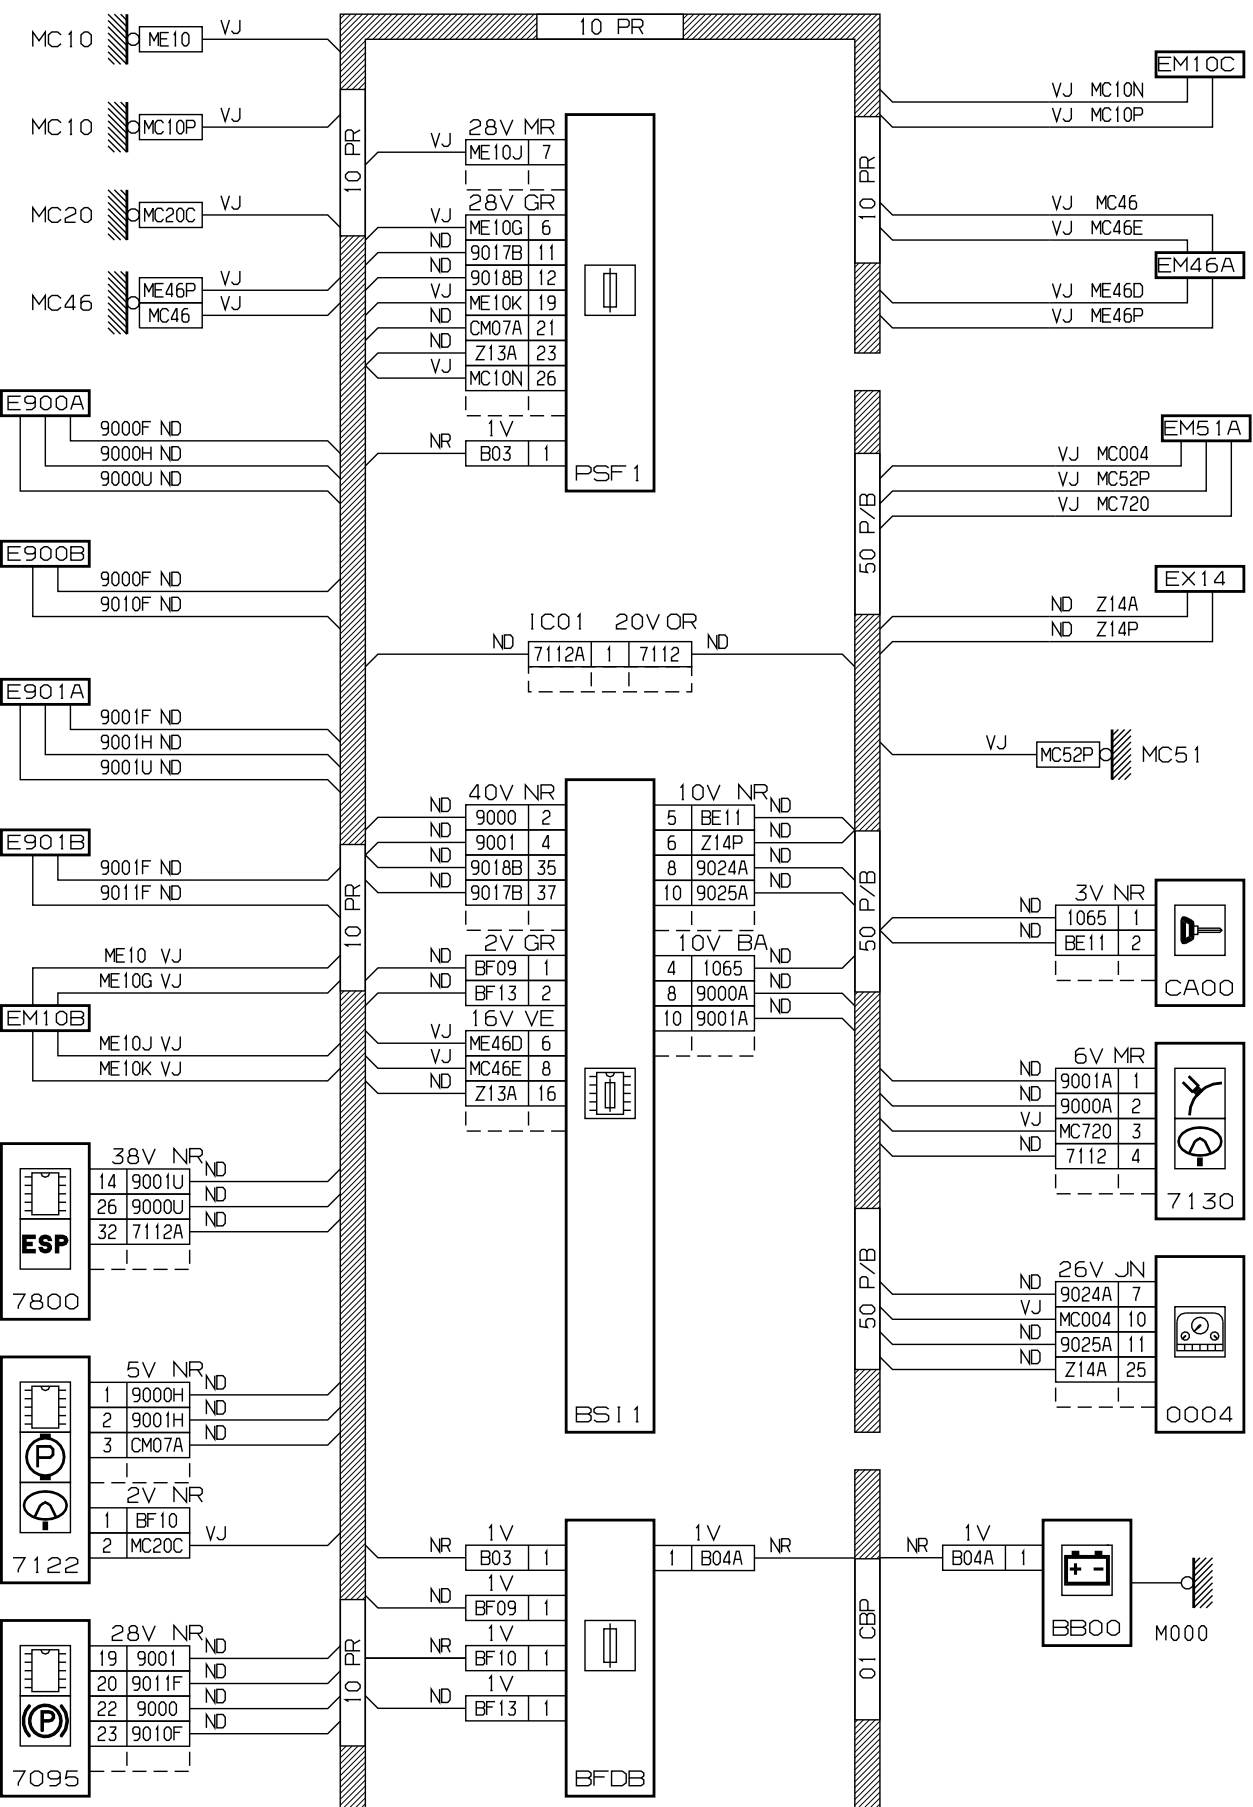 10 PR
MC10 ME10 VJ
MC10 MC10P VJ
MC20 MC20C VJ
MC46 ME46P VJ
MC46 VJ
10 PR
E900A
9000F ND
9000H ND
9000U ND
E900B
9000F ND
9010F ND
E901A
9001F ND
9001H ND
9001U ND
E901B
9001F ND
9011F ND
10 PR
ME10 VJ
ME10G VJ
EM10B
ME10J VJ
ME10K VJ
38V NR
14 9001U ND
26 9000U ND
32 7112A ND
ESP
7800
5V NR
1 9000H ND
2 9001H ND
3 CM07A ND
P
2V NR
1 BF10
2 MC20C VJ
7122
28V NR
19 9001 ND
20 9011F ND
22 9000 ND
23 9010F ND
(P)
7095
10 PR
28V MR
VJ ME10J 7
28V GR
VJ ME10G 6
ND 9017B 11
ND 9018B 12
VJ ME10K 19
ND CM07A 21
ND Z13A 23
VJ MC10N 26
1V
NR B03 1
PSF1
IC01 20V OR
ND 7112A 1 7112 ND
40V NR
ND 9000 2
ND 9001 4
ND 9018B 35
ND 9017B 37
2V GR
ND BF09 1
ND BF13 2
16V VE
VJ ME46D 6
VJ MC46E 8
ND Z13A 16
10V NR
5 BE11 ND
6 Z14P ND
8 9024A ND
10 9025A ND
10V BA
4 1065 ND
8 9000A ND
10 9001A ND
BSI1
1V
NR B03 1
1V
ND BF09 1
1V
NR BF10 1
1V
ND BF13 1
1V
1 B04A NR
BFDB
EM10C
VJ MC10N
VJ MC10P
10 PR
VJ MC46
VJ MC46E
EM46A
VJ ME46D
VJ ME46P
EM51A
VJ MC004
VJ MC52P
VJ MC720
50 P/B
EX14
ND Z14A
ND Z14P
VJ MC52P MC51
50 P/B
3V NR
ND 1065 1
ND BE11 2
CA00
6V MR
ND 9001A 1
ND 9000A 2
VJ MC720 3
ND 7112 4
7130
50 P/B
26V JN
ND 9024A 7
VJ MC004 10
ND 9025A 11
ND Z14A 25
0004
01 CBP
1V
NR B04A 1
+ -
BB00
M000